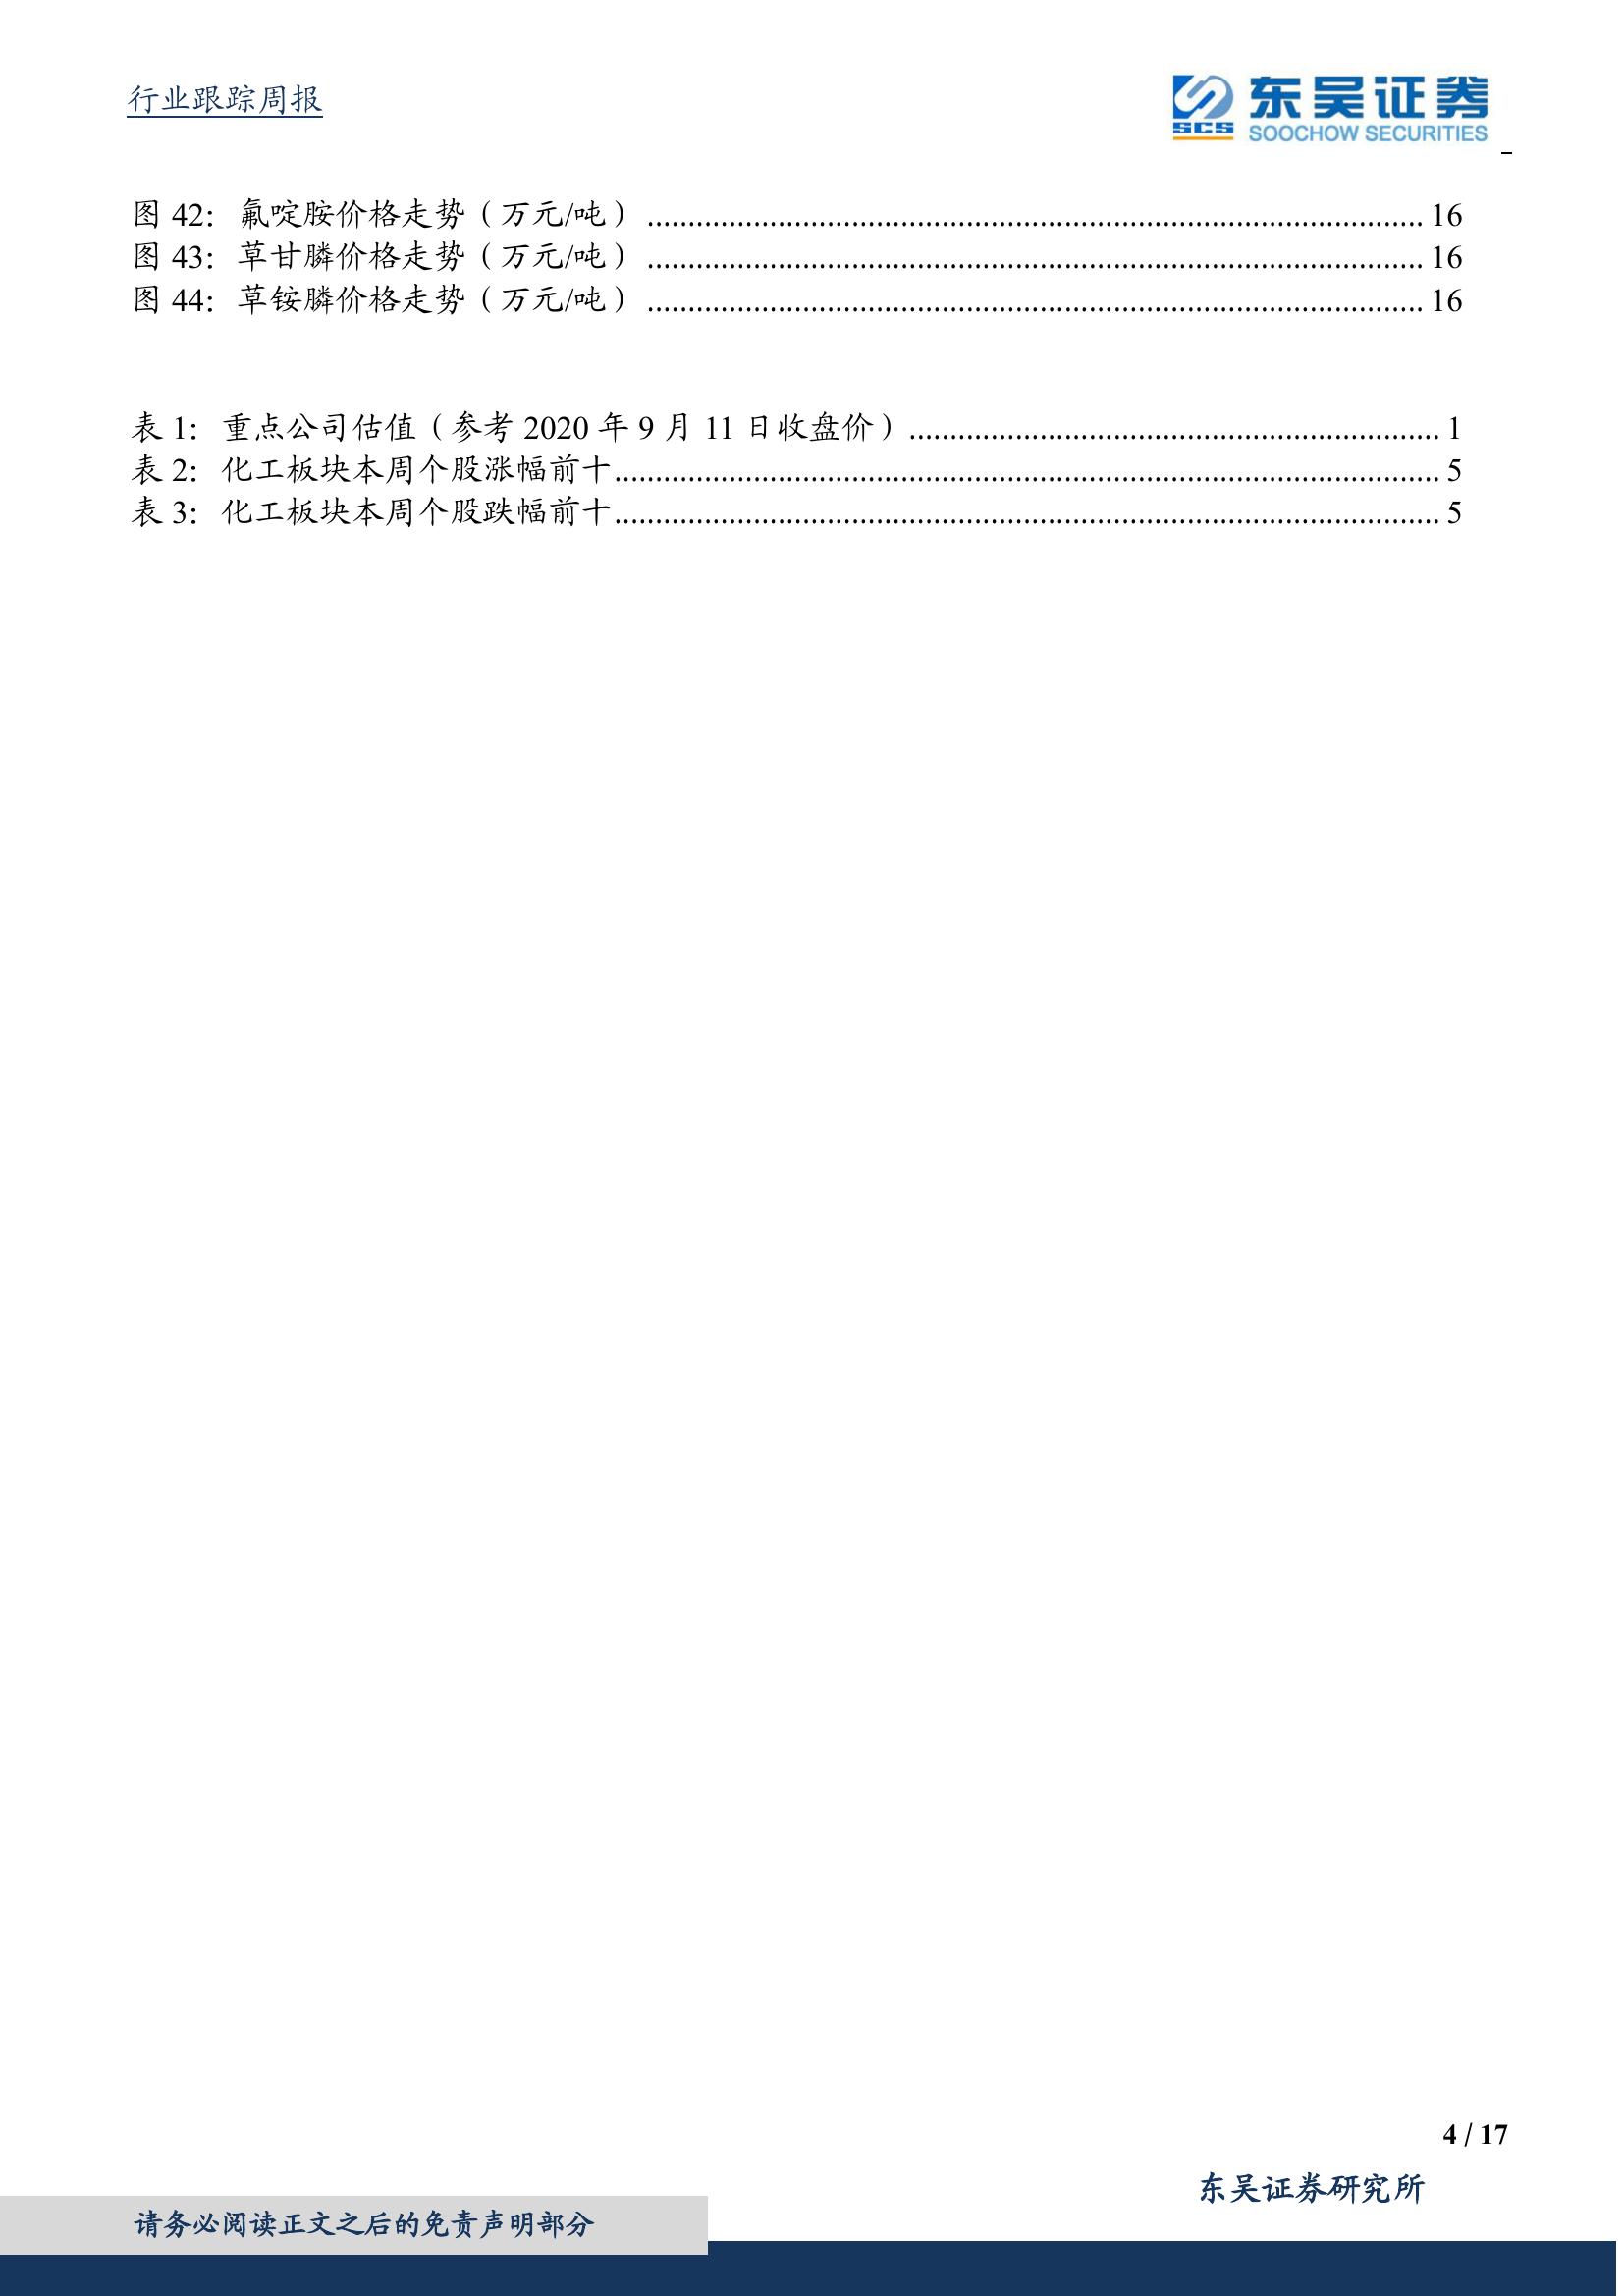 行业跟踪周报
SCS
东吴证券
SOOCHOW SECURITIES
图 42：氟啶胺价格走势（万元/吨） ................................................................................................ 16
图 43：草甘膦价格走势（万元/吨） ................................................................................................ 16
图 44：草铵膦价格走势（万元/吨） ................................................................................................ 16
表 1：重点公司估值（参考 2020 年 9 月 11 日收盘价）.................................................................. 1
表 2：化工板块本周个股涨幅前十...................................................................................................... 5
表 3：化工板块本周个股跌幅前十...................................................................................................... 5
4 / 17
东吴证券研究所
请务必阅读正文之后的免责声明部分